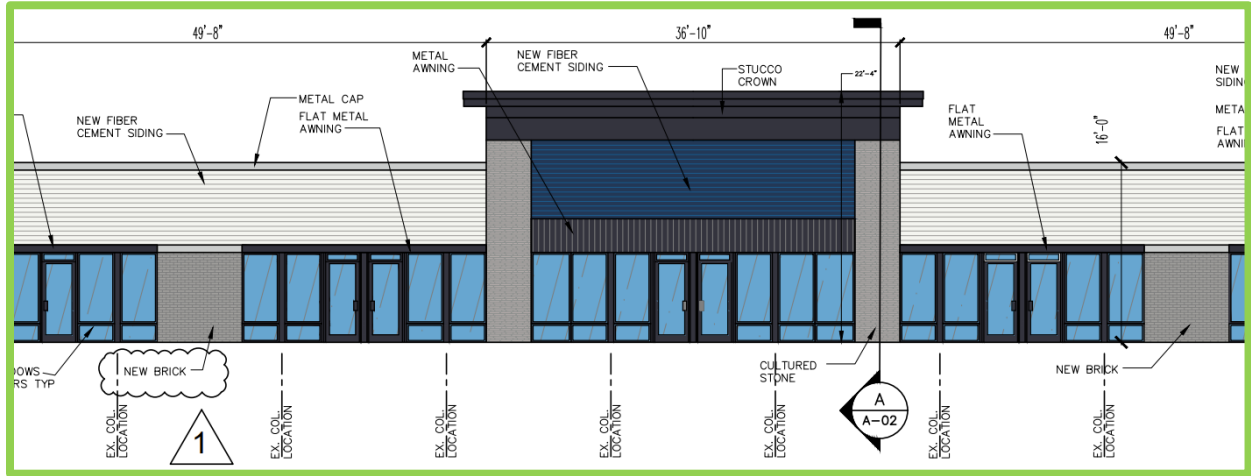 49'-8"
36'-10"
49'-8"
METAL
AWNING
NEW FIBER
CEMENT SIDING
STUCCO
CROWN
22'-4"
NEW
SIDIN
META
FLAT
AWNI
METAL CAP
FLAT METAL
AWNING
NEW FIBER
CEMENT SIDING
FLAT
METAL
AWNING
16'-0"
DOWS
RS TYP
NEW BRICK
CULTURED
STONE
NEW BRICK
A
A-02
1
EX. COL.
LOCATION
EX. COL.
LOCATION
EX. COL.
LOCATION
EX. COL.
LOCATION
EX. COL.
LOCATION
EX. COL.
LOCATION
EX. COL.
LOCATION